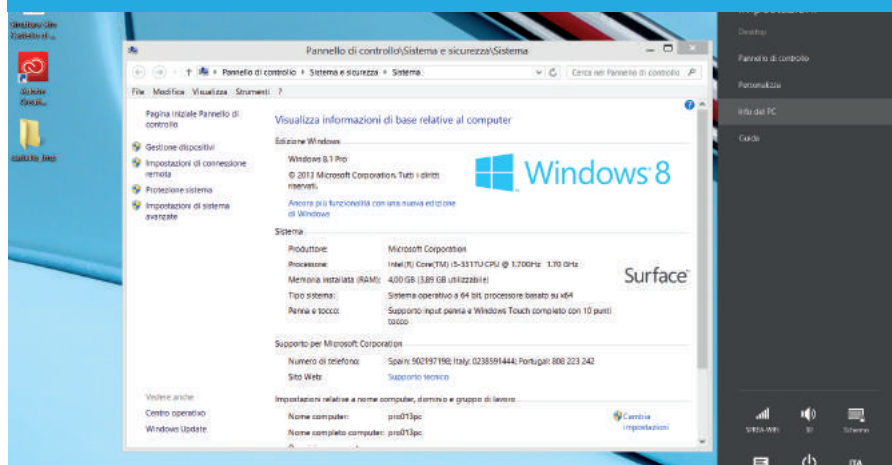 Pannello di controllo\Sistema e sicurezza\Sistema
Pannello di controllo Sistema e sicurezza Sistema
Cerca nel Pannello di controllo
File Modifica Visualizza Strumenti ?
Pagina iniziale Pannello di
controllo
Gestione dispositivi
Impostazioni di connessione
remota
Protezione sistema
Impostazioni di sistema
avanzate
Vedere anche
Centro operativo
Windows Update
Visualizza informazioni di base relative al computer
Edizione Windows
Windows 8.1 Pro
© 2013 Microsoft Corporation. Tutti i diritti
riservati.
Ancora più funzionalità con una nuova edizione
di Windows
Windows 8
Sistema
Produttore: Microsoft Corporation
Processore: Intel(R) Core(TM) i5-3317U CPU @ 1.70GHz 1.70 GHz
Memoria installata (RAM): 4,00 GB (3,89 GB utilizzabile)
Tipo sistema: Sistema operativo a 64 bit, processore basato su x64
Penna e tocco: Supporto input penna e Windows Touch completo con 10 punti
tocco
Surface
Supporto per Microsoft Corporation
Numero di telefono: Spain: 902197198; Italy: 0238591444; Portugal: 808 223 242
Sito Web: Supporto tecnico
Impostazioni relative a nome computer, dominio e gruppo di lavoro
Nome computer: pro013pc
Nome completo computer: pro013pc
Cambia
impostazioni
Desktop
Pannello di controllo
Personalizza
Info del PC
Guida
SPREA-WIFI
Schermo
ITA